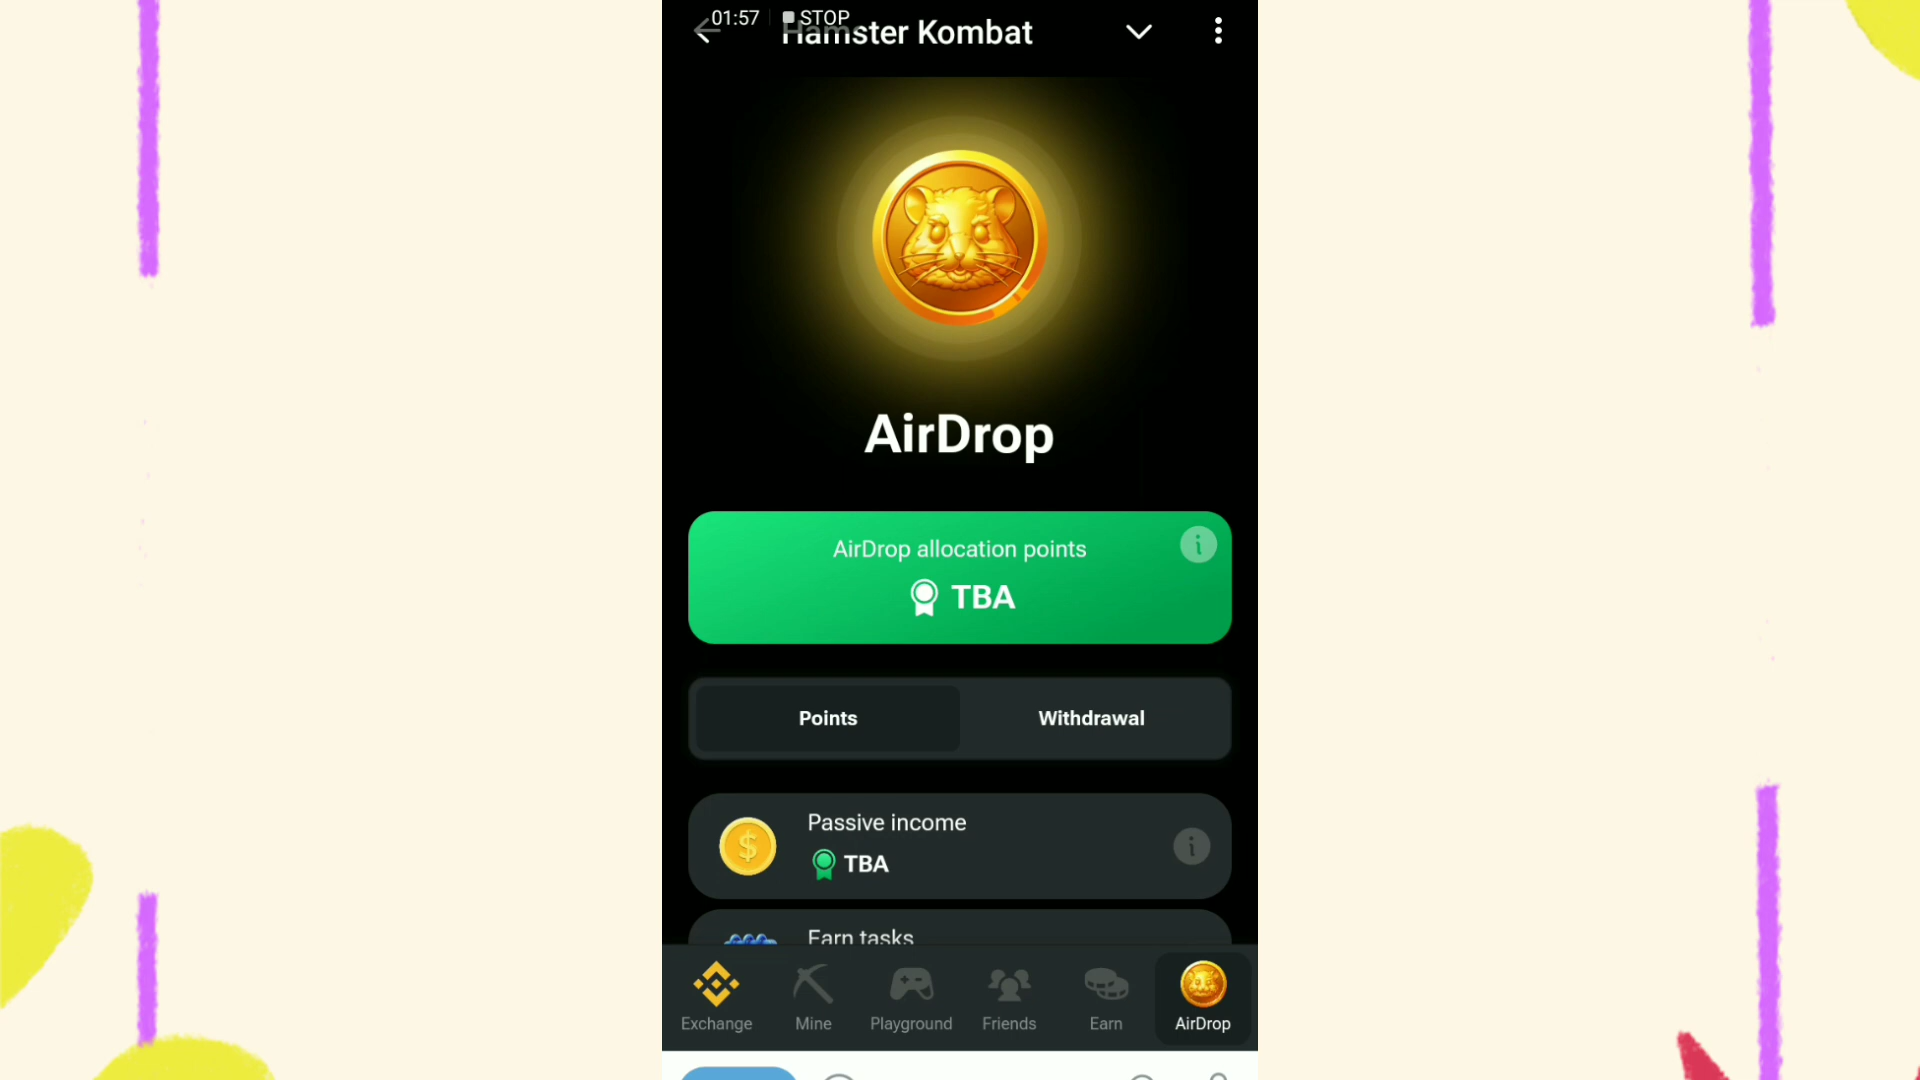 01:57 STOP
Hamster Kombat
AirDrop
AirDrop allocation points
TBA
Points
Withdrawal
Passive income
TBA
Earn tasks
Exchange
Mine
Playground
Friends
Earn
AirDrop